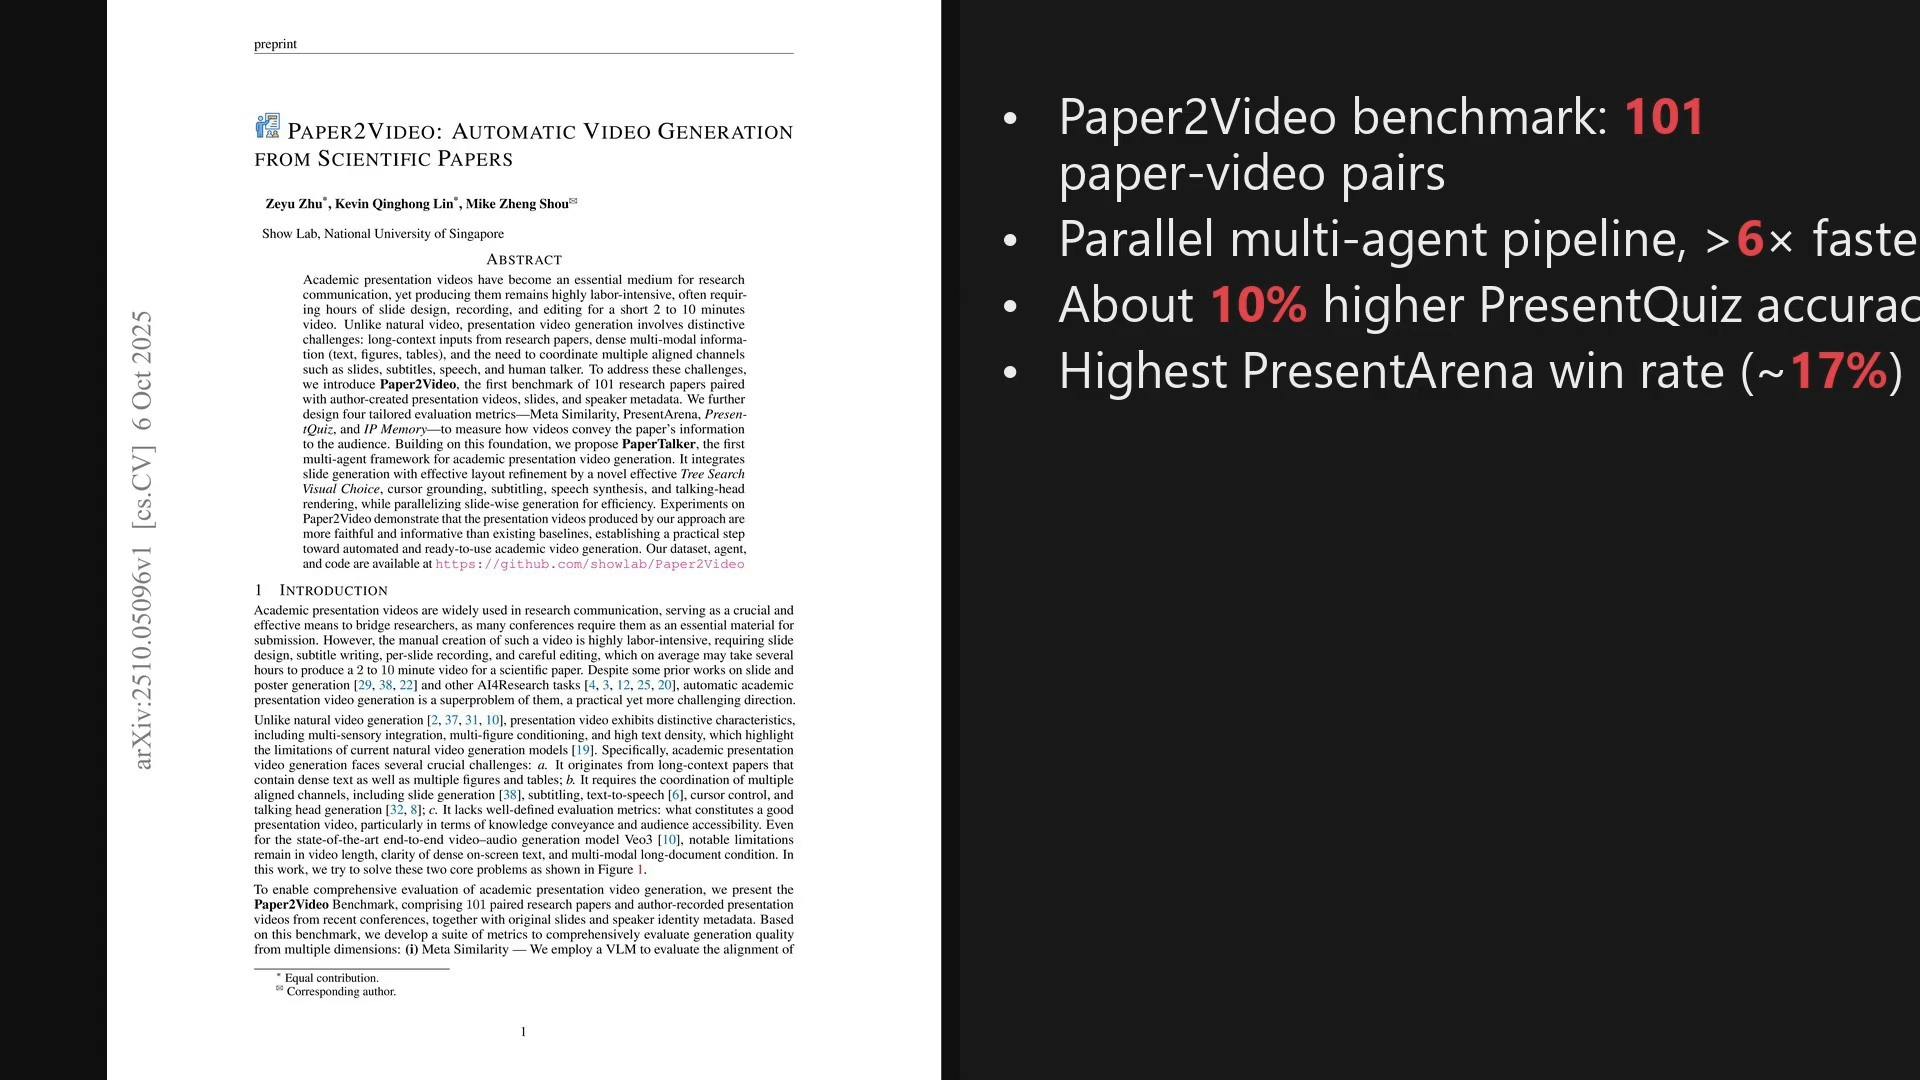 preprint
PAPER2VIDEO: AUTOMATIC VIDEO GENERATION
FROM SCIENTIFIC PAPERS
Zeyu Zhu*, Kevin Qinghong Lin*, Mike Zheng Shou✉
Show Lab, National University of Singapore
ABSTRACT
Academic presentation videos have become an essential medium for research
communication, yet producing them remains highly labor-intensive, often requir-
ing hours of slide design, recording, and editing for a short 2 to 10 minutes
video. Unlike natural video, presentation video generation involves distinctive
challenges: long-context inputs from research papers, dense multi-modal informa-
tion (text, figures, tables), and the need to coordinate multiple aligned channels
such as slides, subtitles, speech, and human talker. To address these challenges,
we introduce Paper2Video, the first benchmark of 101 research papers paired
with author-created presentation videos, slides, and speaker metadata. We further
design four tailored evaluation metrics—Meta Similarity, PresentArena, Presen-
tQuiz, and IP Memory—to measure how videos convey the paper's information
to the audience. Building on this foundation, we propose PaperTalker, the first
multi-agent framework for academic presentation video generation. It integrates
slide generation with effective layout refinement by a novel effective Tree Search
Visual Choice, cursor grounding, subtitling, speech synthesis, and talking-head
rendering, while parallelizing slide-wise generation for efficiency. Experiments on
Paper2Video demonstrate that the presentation videos produced by our approach are
more faithful and informative than existing baselines, establishing a practical step
toward automated and ready-to-use academic video generation. Our dataset, agent,
and code are available at https://github.com/showlab/Paper2Video
1 INTRODUCTION
Academic presentation videos are widely used in research communication, serving as a crucial and
effective means to bridge researchers, as many conferences require them as an essential material for
submission. However, the manual creation of such a video is highly labor-intensive, requiring slide
design, subtitle writing, per-slide recording, and careful editing, which on average may take several
hours to produce a 2 to 10 minute video for a scientific paper. Despite some prior works on slide and
poster generation [29, 38, 22] and other AI4Research tasks [4, 3, 12, 25, 20], automatic academic
presentation video generation is a superproblem of them, a practical yet more challenging direction.
Unlike natural video generation [2, 37, 31, 10], presentation video exhibits distinctive characteristics,
including multi-sensory integration, multi-figure conditioning, and high text density, which highlight
the limitations of current natural video generation models [19]. Specifically, academic presentation
video generation faces several crucial challenges: a. It originates from long-context papers that
contain dense text as well as multiple figures and tables; b. It requires the coordination of multiple
aligned channels, including slide generation [38], subtitling, text-to-speech [6], cursor control, and
talking head generation [32, 8]; c. It lacks well-defined evaluation metrics: what constitutes a good
presentation video, particularly in terms of knowledge conveyance and audience accessibility. Even
for the state-of-the-art end-to-end video–audio generation model Veo3 [10], notable limitations
remain in video length, clarity of dense on-screen text, and multi-modal long-document condition. In
this work, we try to solve these two core problems as shown in Figure 1.
To enable comprehensive evaluation of academic presentation video generation, we present the
Paper2Video Benchmark, comprising 101 paired research papers and author-recorded presentation
videos from recent conferences, together with original slides and speaker identity metadata. Based
on this benchmark, we develop a suite of metrics to comprehensively evaluate generation quality
from multiple dimensions: (i) Meta Similarity — We employ a VLM to evaluate the alignment of
* Equal contribution.
✉ Corresponding author.
1
arXiv:2510.05096v1 [cs.CV] 6 Oct 2025
• Paper2Video benchmark: 101
paper-video pairs
• Parallel multi-agent pipeline, >6× faste
• About 10% higher PresentQuiz accurac
• Highest PresentArena win rate (~17%)